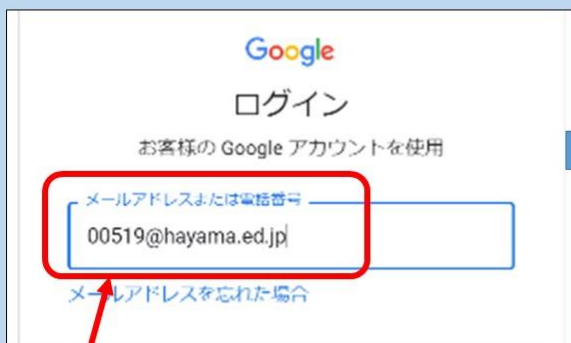 Google
ログイン
お客様の Google アカウントを使用
メールアドレスまたは電話番号
00519@hayama.ed.jp
メールアドレスを忘れた場合